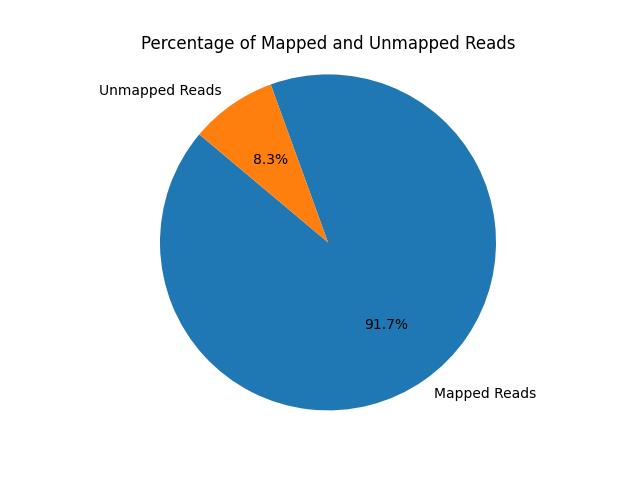 Percentage of Mapped and Unmapped Reads
Unmapped Reads
8.3%
91.7%
Mapped Reads